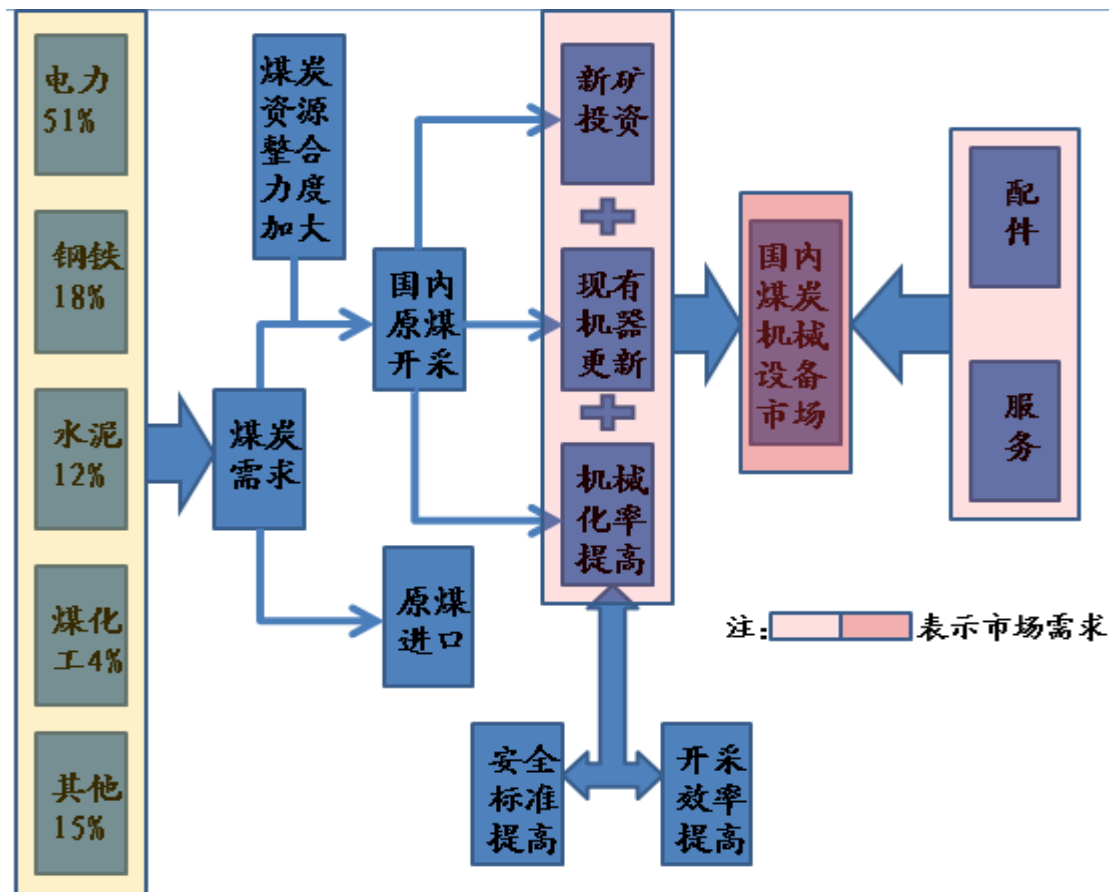 电力
51%
钢铁
18%
水泥
12%
煤化
工4%
其他
15%
煤炭
资源
整合
力度
加大
煤炭
需求
国内
原煤
开采
原煤
进口
新矿
投资
现有
机器
更新
机械
化率
提高
安全
标准
提高
开采
效率
提高
国内
煤炭
机械
设备
市场
配
件
服
务
注:
表示市场需求